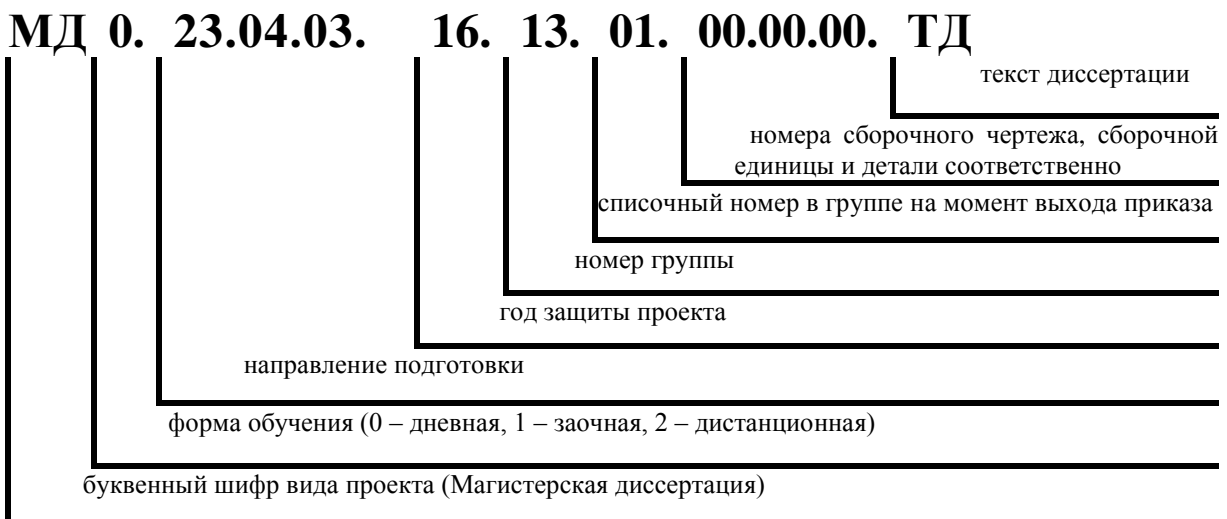 МД 0. 23.04.03. 16. 13. 01. 00.00.00. ТД
текст диссертации
номера сборочного чертежа, сборочной
единицы и детали соответственно
списочный номер в группе на момент выхода приказа
номер группы
год защиты проекта
направление подготовки
форма обучения (0 – дневная, 1 – заочная, 2 – дистанционная)
буквенный шифр вида проекта (Магистерская диссертация)